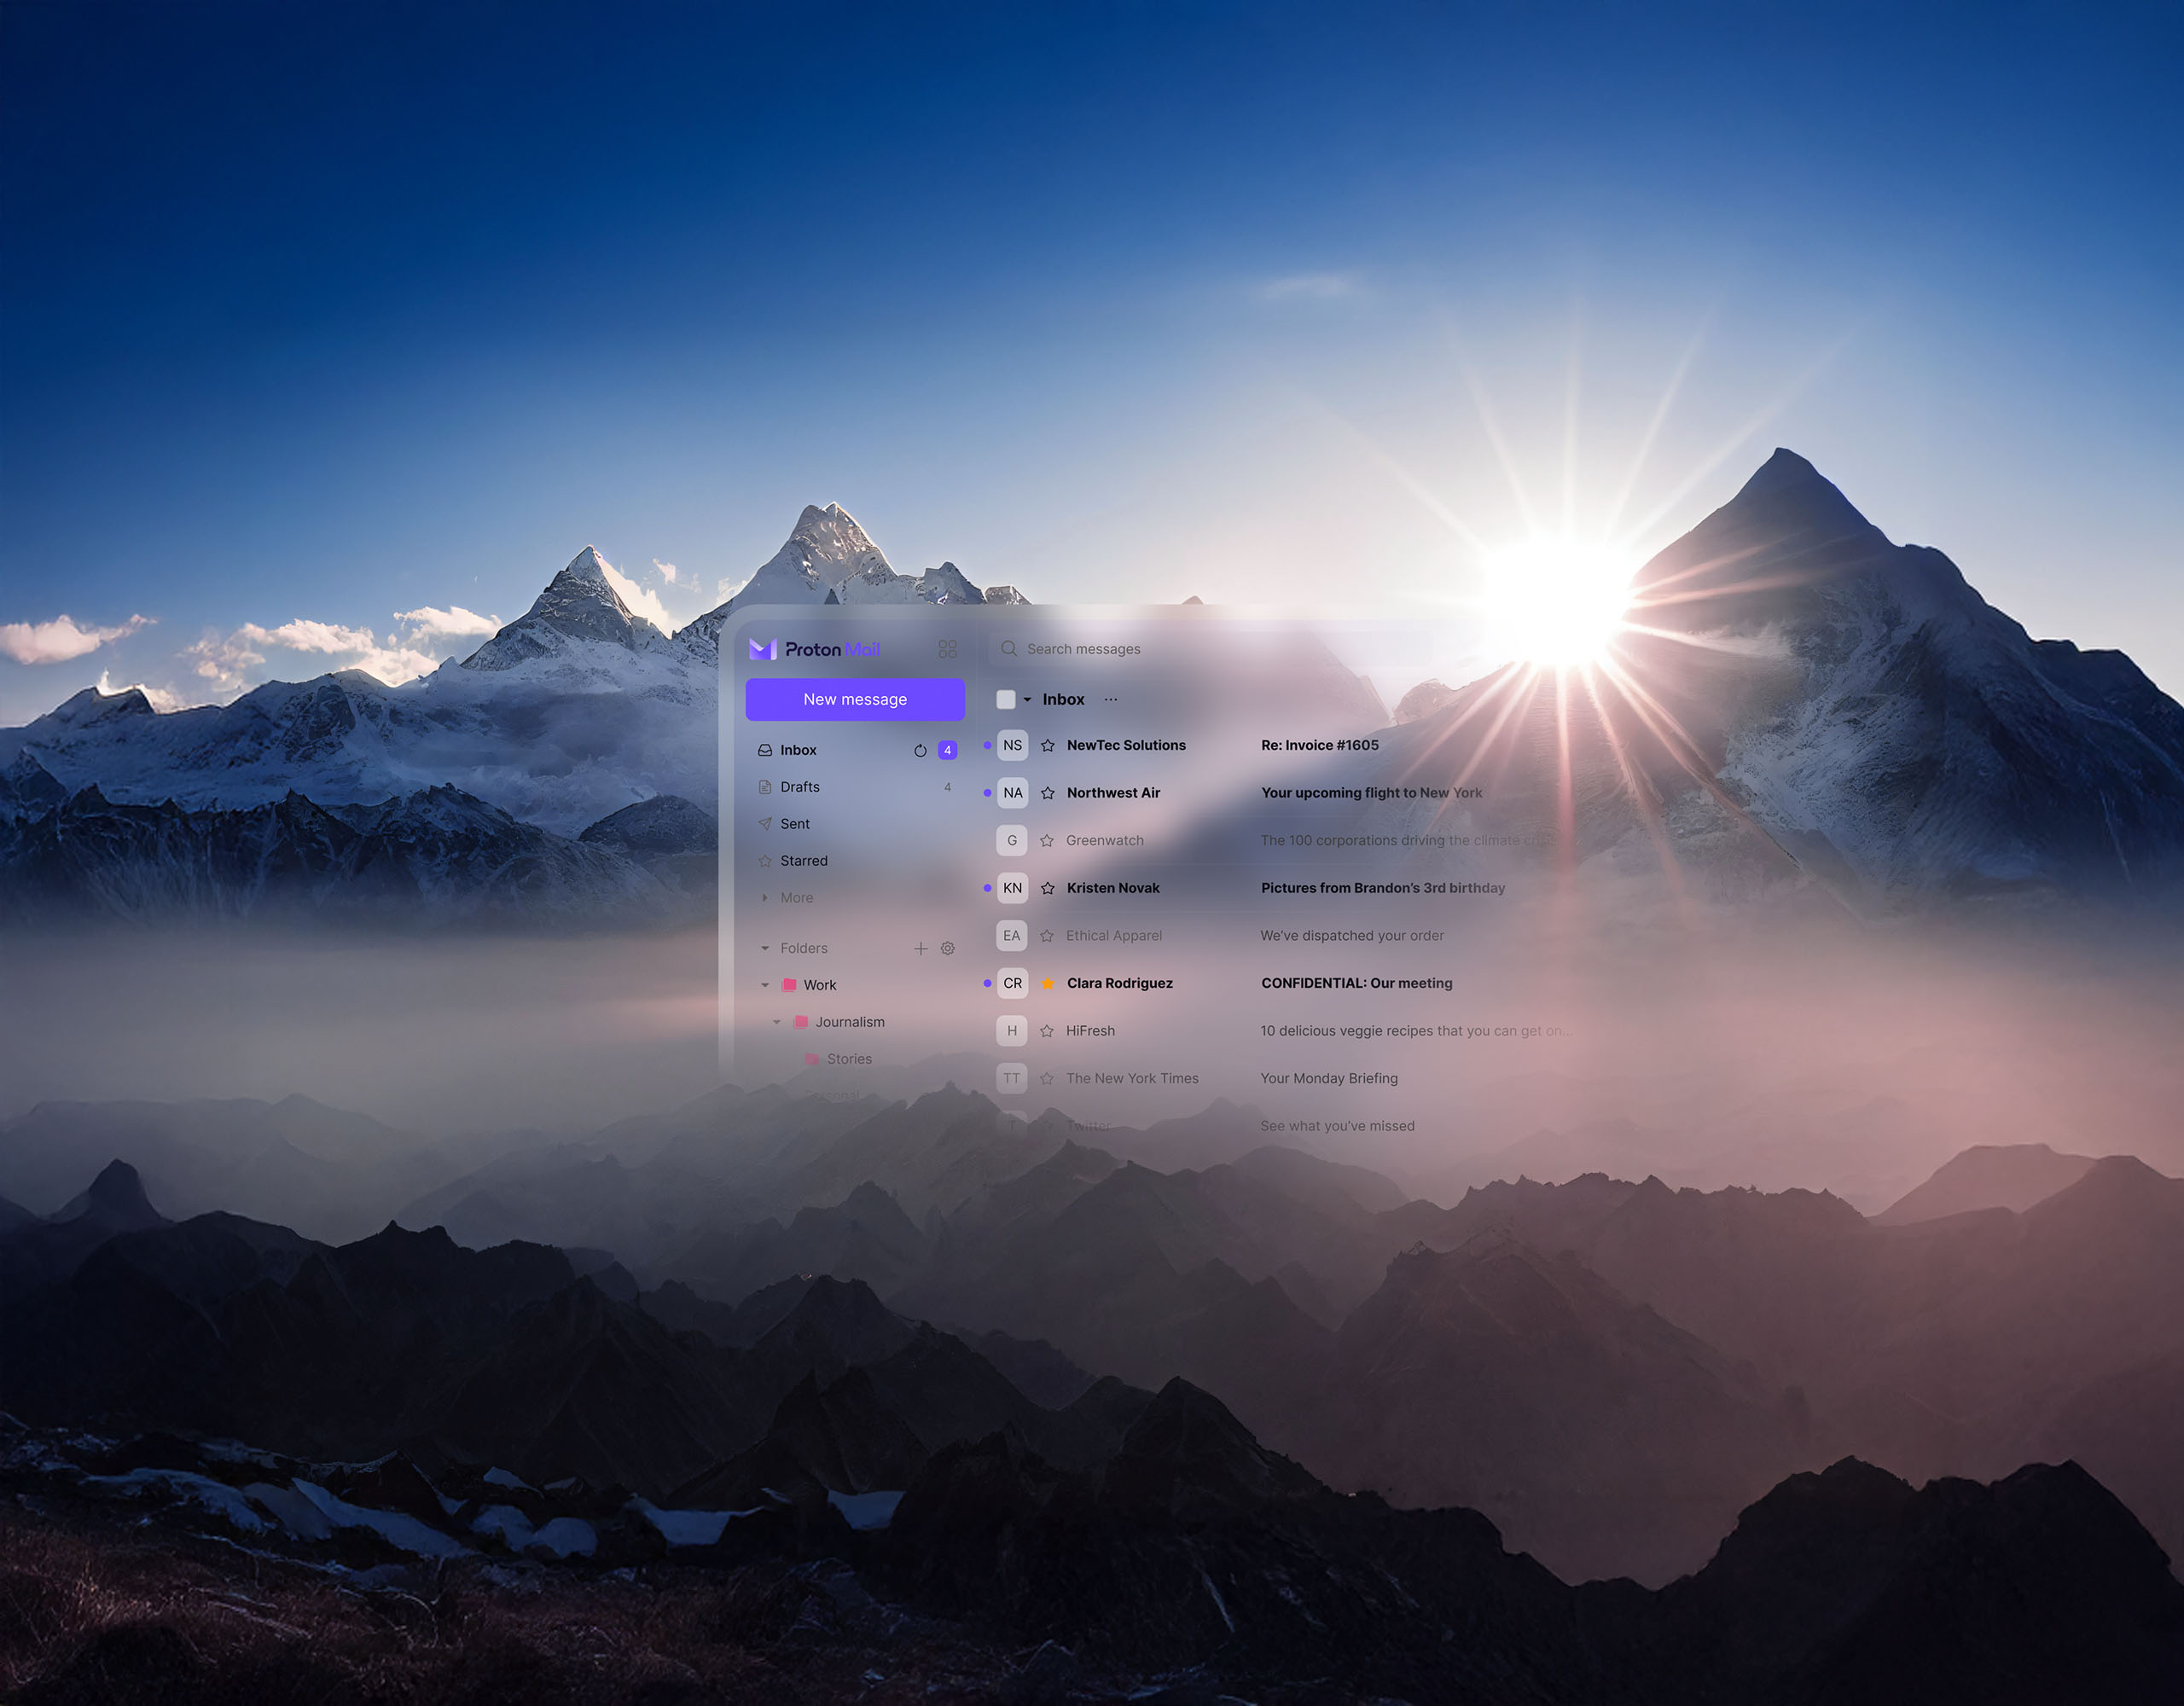 Proton Mail
Search messages
New message
Inbox ...
Inbox 4
Drafts 4
Sent
Starred
More
Folders
Work
Journalism
Stories
NS NewTec Solutions Re: Invoice #1605
NA Northwest Air Your upcoming flight to New York
G Greenwatch The 100 corporations driving the climate
KN Kristen Novak Pictures from Brandon’s 3rd birthday
EA Ethical Apparel We’ve dispatched your order
CR Clara Rodriguez CONFIDENTIAL: Our meeting
H HiFresh 10 delicious veggie recipes that you can get on...
TT The New York Times Your Monday Briefing
T Twitter See what you’ve missed